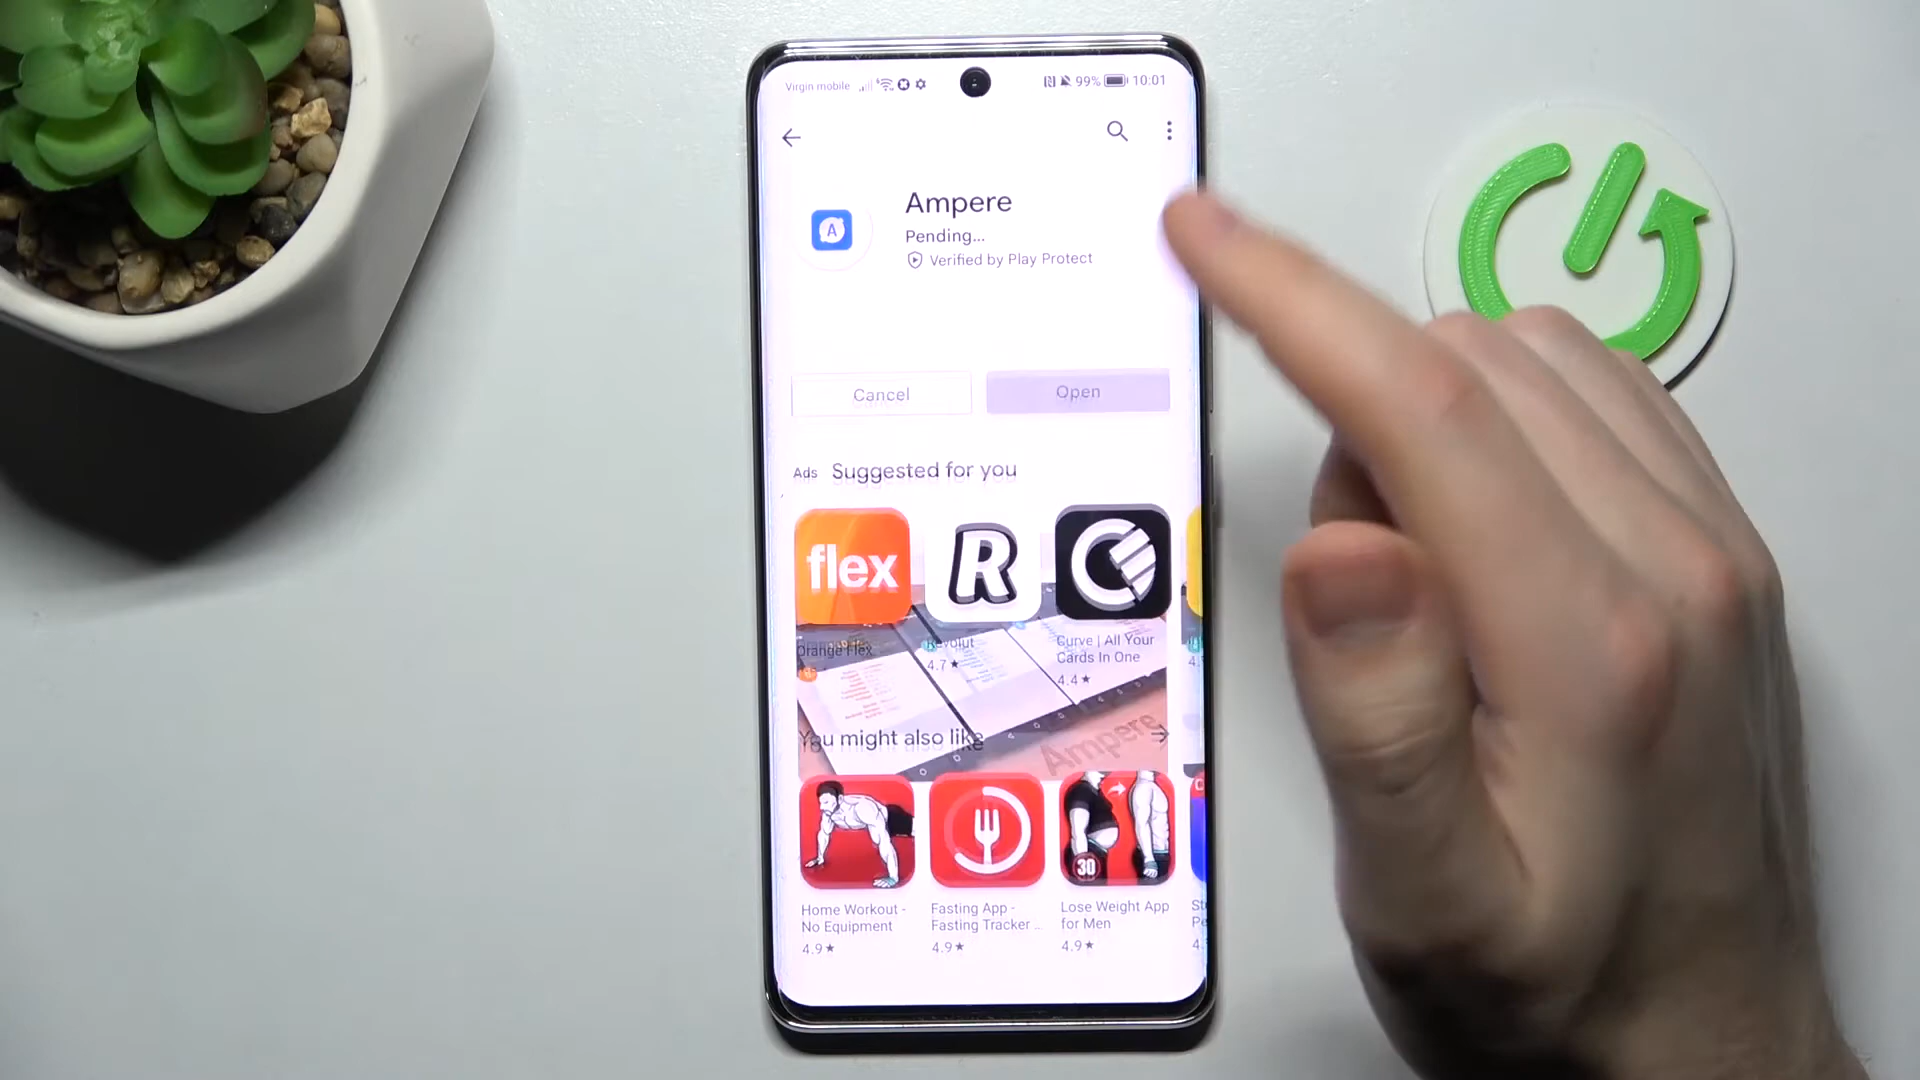 Virgin mobile 99% 10:01
Ampere
Pending...
Verified by Play Protect
Cancel Open
Ads Suggested for you
flex R
Orange Flex Revolut Curve | All Your
Cards In One
4.7★
4.4★
Ampere
You might also like
30
Home Workout - Fasting App - Lose Weight App
No Equipment Fasting Tracker ... for Men
4.9★ 4.9★ 4.9★